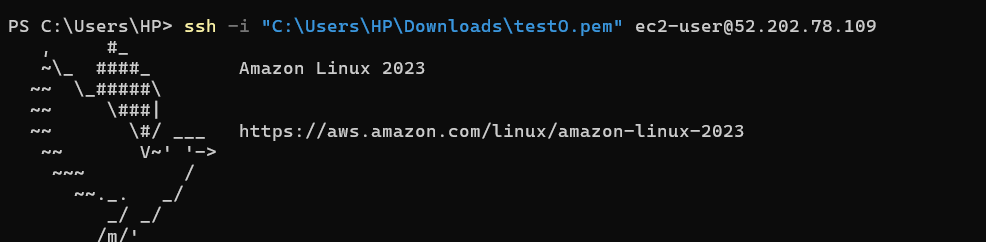 PS C:\Users\HP> ssh -i "C:\Users\HP\Downloads\testO.pem" ec2-user@52.202.78.109
   ,     #_
   ~\_  ####_        Amazon Linux 2023
  ~~  \_#####\
  ~~     \###|
  ~~       \#/ ___   https://aws.amazon.com/linux/amazon-linux-2023
   ~~       V~' '->
    ~~~         /
      ~~._.   _/
         _/ _/
       _/m/'